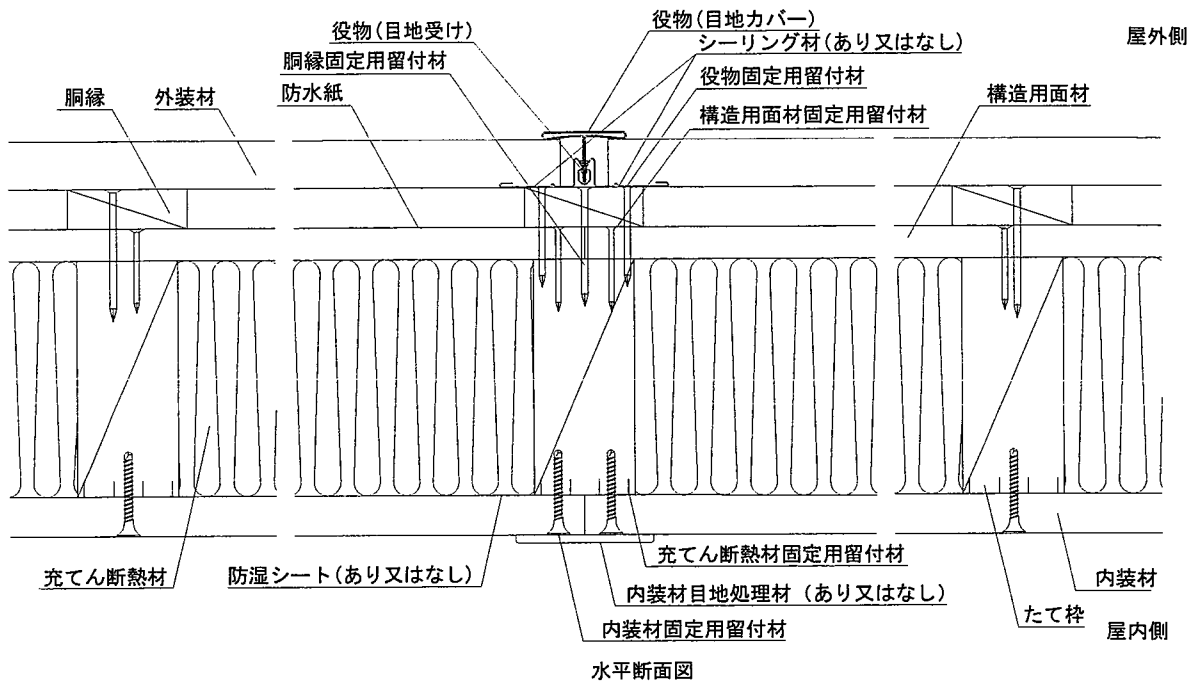 役物(目地カバー)
役物(目地受け)
シーリング材(あり又はなし)
屋外側
胴縁固定用留付材
役物固定用留付材
胴縁
外装材
防水紙
構造用面材固定用留付材
構造用面材
充てん断熱材
防湿シート(あり又はなし)
充てん断熱材固定用留付材
内装材目地処理材 (あり又はなし)
内装材固定用留付材
内装材
たて枠
屋内側
水平断面図